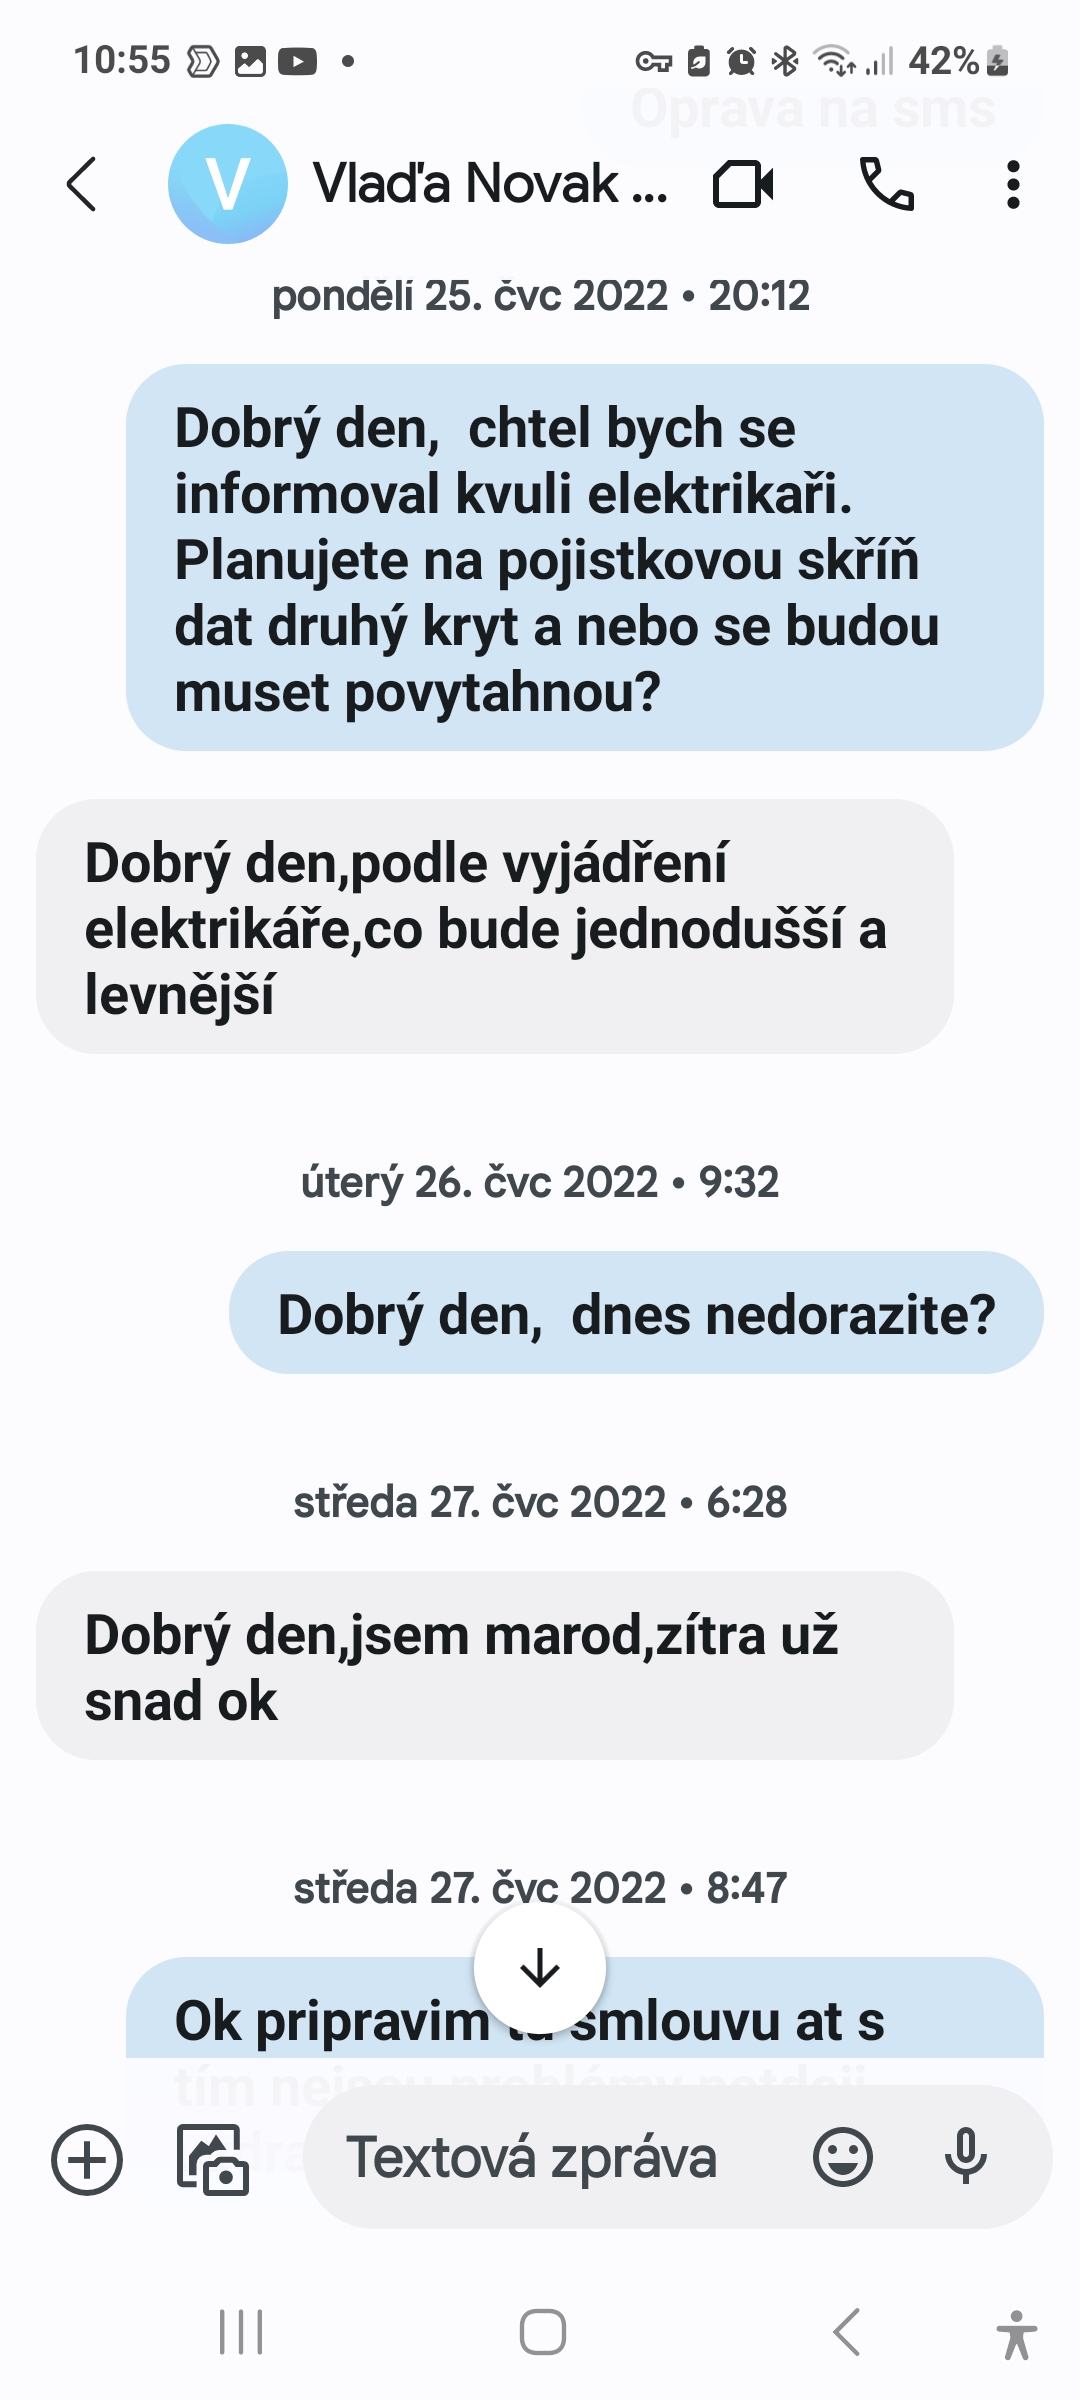 10:55
42%
Oprava na sms
V
Vlaďa Novak ...
pondělí 25. čvc 2022 • 20:12
Dobrý den,  chtel bych se
informoval kvuli elektrikaři.
Planujete na pojistkovou skříň
dat druhý kryt a nebo se budou
muset povytahnou?
Dobrý den,podle vyjádření
elektrikáře,co bude jednodušší a
levnější
úterý 26. čvc 2022 • 9:32
Dobrý den,  dnes nedorazite?
středa 27. čvc 2022 • 6:28
Dobrý den,jsem marod,zítra už
snad ok
středa 27. čvc 2022 • 8:47
Ok pripravim smlouvu at s
tím nejsou problémy
Textová zpráva